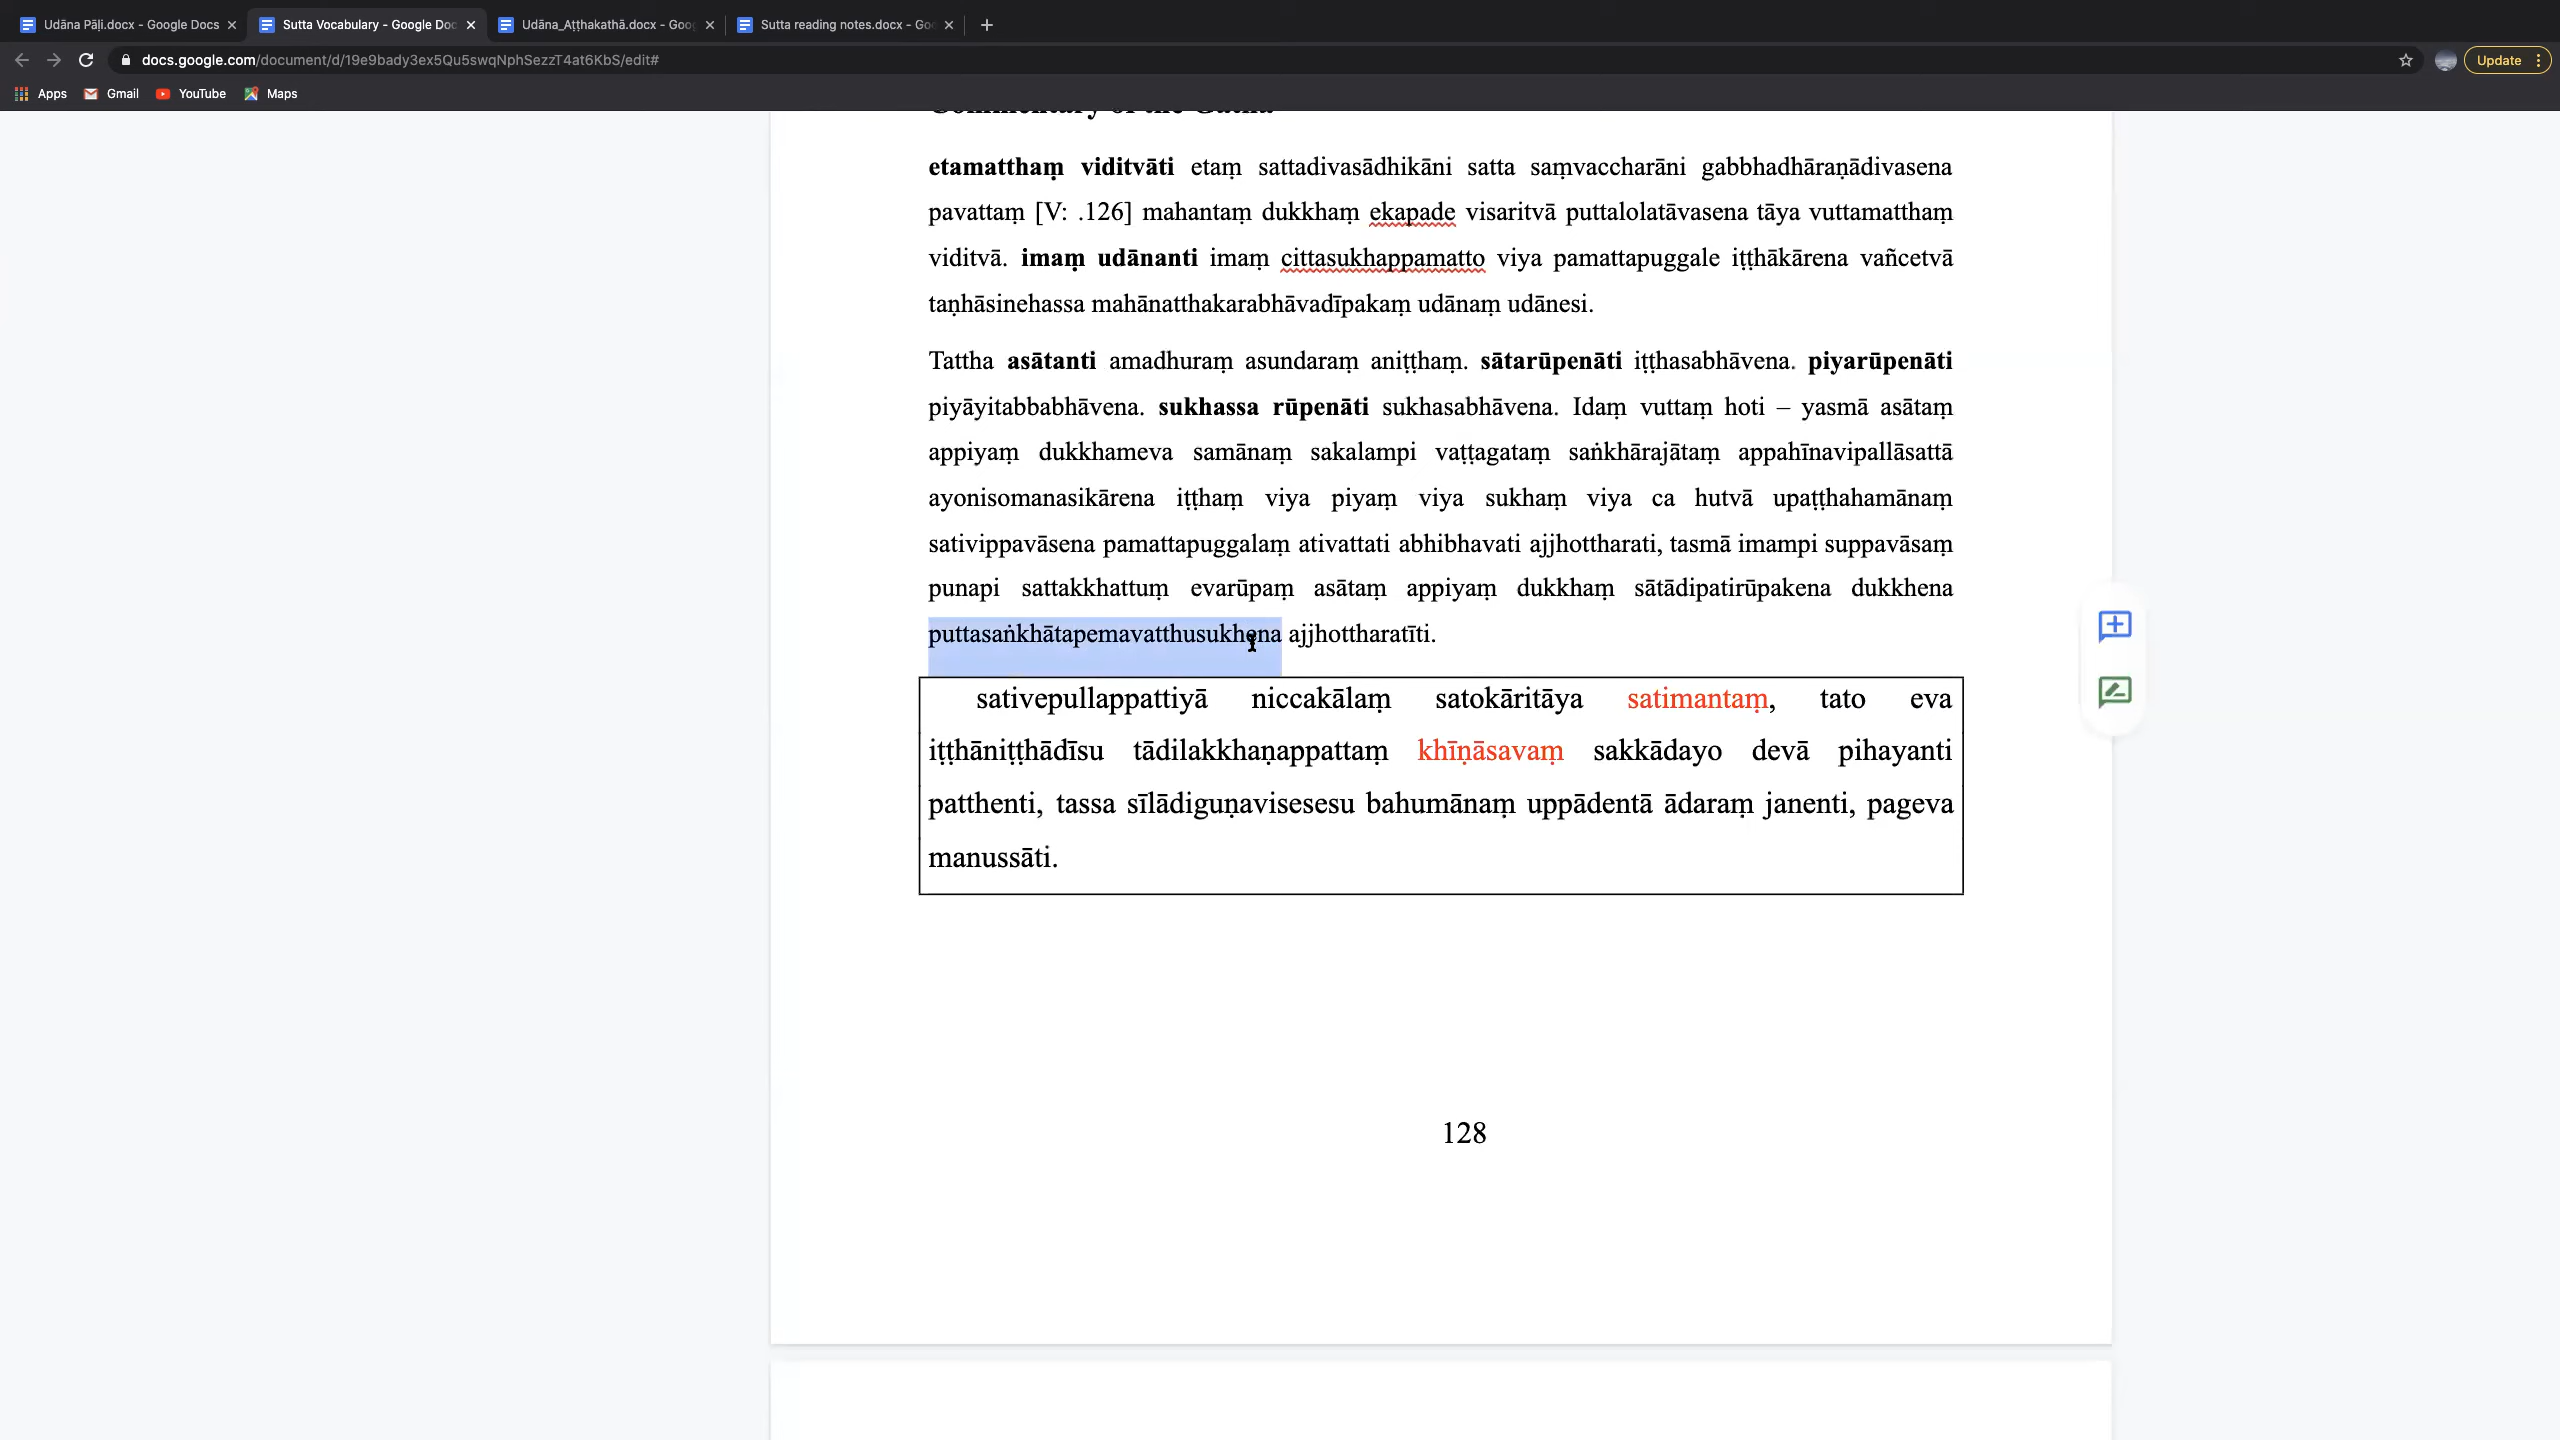 Udāna Pāḷi.docx - Google Docs
Sutta Vocabulary - Google Doc
Udāna_Aṭṭhakathā.docx - Goog
Sutta reading notes.docx - Go
docs.google.com/document/d/19e9bady3ex5Qu5swqNphSezzT4at6KbS/edit#
Update
Apps Gmail YouTube Maps
Commentary of the Gāthā
etamatthaṃ viditvāti etaṃ sattadivasādhikāni satta saṃvaccharāni gabbhadhāraṇādivasena
pavattaṃ [V: .126] mahantaṃ dukkhaṃ ekapade visaritvā puttalolatāvasena tāya vuttamatthaṃ
viditvā. imaṃ udānanti imaṃ cittasukhappamatto viya pamattapuggale iṭṭhākārena vañcetvā
taṇhāsinehassa mahānatthakarabhāvadīpakaṃ udānaṃ udānesi.
Tattha asātanti amadhuraṃ asundaraṃ aniṭṭhaṃ. sātarūpenāti iṭṭhasabhāvena. piyarūpenāti
piyāyitabbabhāvena. sukhassa rūpenāti sukhasabhāvena. Idaṃ vuttaṃ hoti – yasmā asātaṃ
appiyaṃ dukkhameva samānaṃ sakalampi vaṭṭagataṃ saṅkhārajātaṃ appahīnavipallāsattā
ayonisomanasikārena iṭṭhaṃ viya piyaṃ viya sukhaṃ viya ca hutvā upaṭṭhahamānaṃ
sativippavāsena pamattapuggalaṃ ativattati abhibhavati ajjhottharati, tasmā imampi suppavāsaṃ
punapi sattakkhattuṃ evarūpaṃ asātaṃ appiyaṃ dukkhaṃ sātādipatirūpakena dukkhena
puttasaṅkhātapemavatthusukhena ajjhottharatīti.
sativepullappattiyā niccakālaṃ satokāritāya satimantaṃ, tato eva
iṭṭhāniṭṭhādīsu tādilakkhaṇappattaṃ khīṇāsavaṃ sakkādayo devā pihayanti
patthenti, tassa sīlādiguṇavisesesu bahumānaṃ uppādentā ādaraṃ janenti, pageva
manussāti.
128